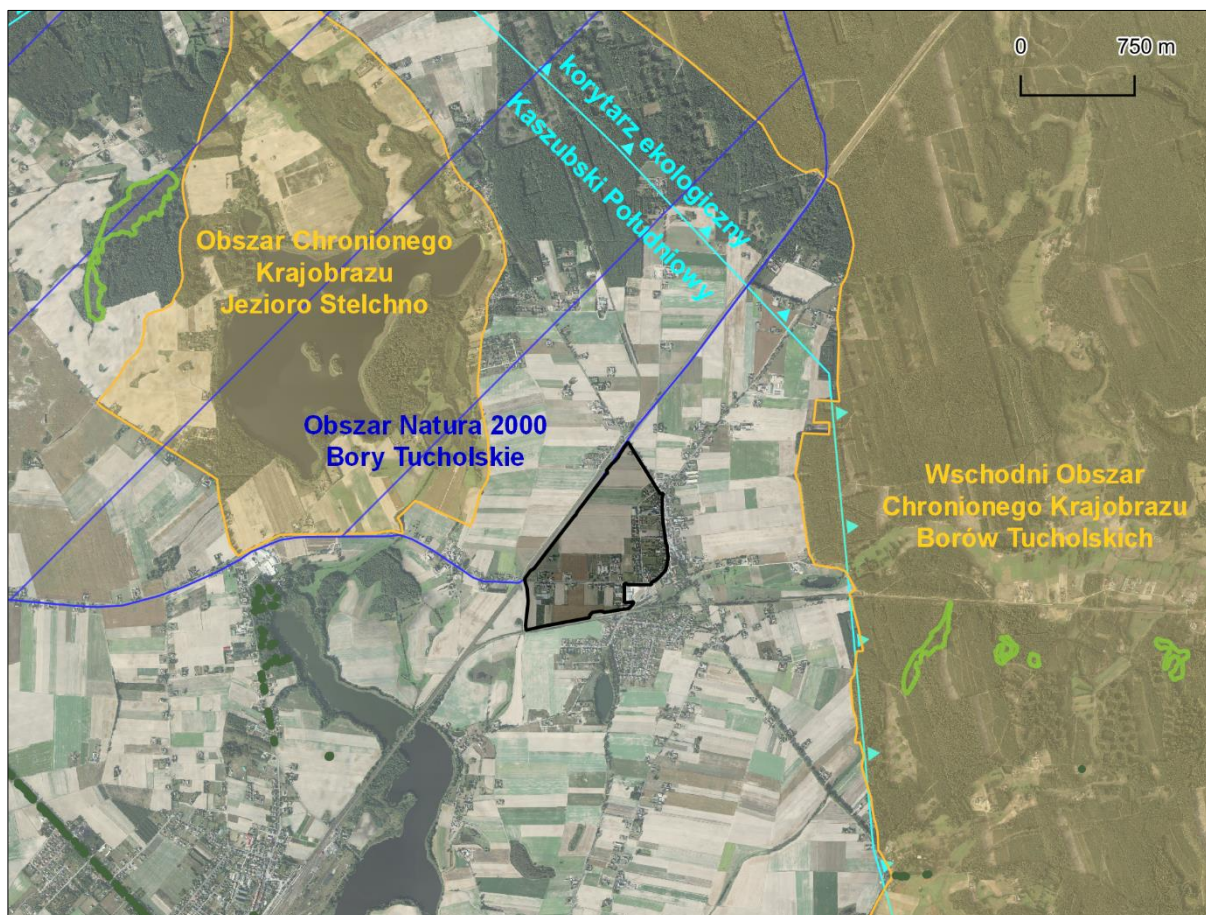 0 750 m
korytarz ekologiczny
Kaszubski Południowy
Obszar Chronionego
Krajobrazu
Jezioro Stelchno
Obszar Natura 2000
Bory Tucholskie
Wschodni Obszar
Chronionego Krajobrazu
Borów Tucholskich